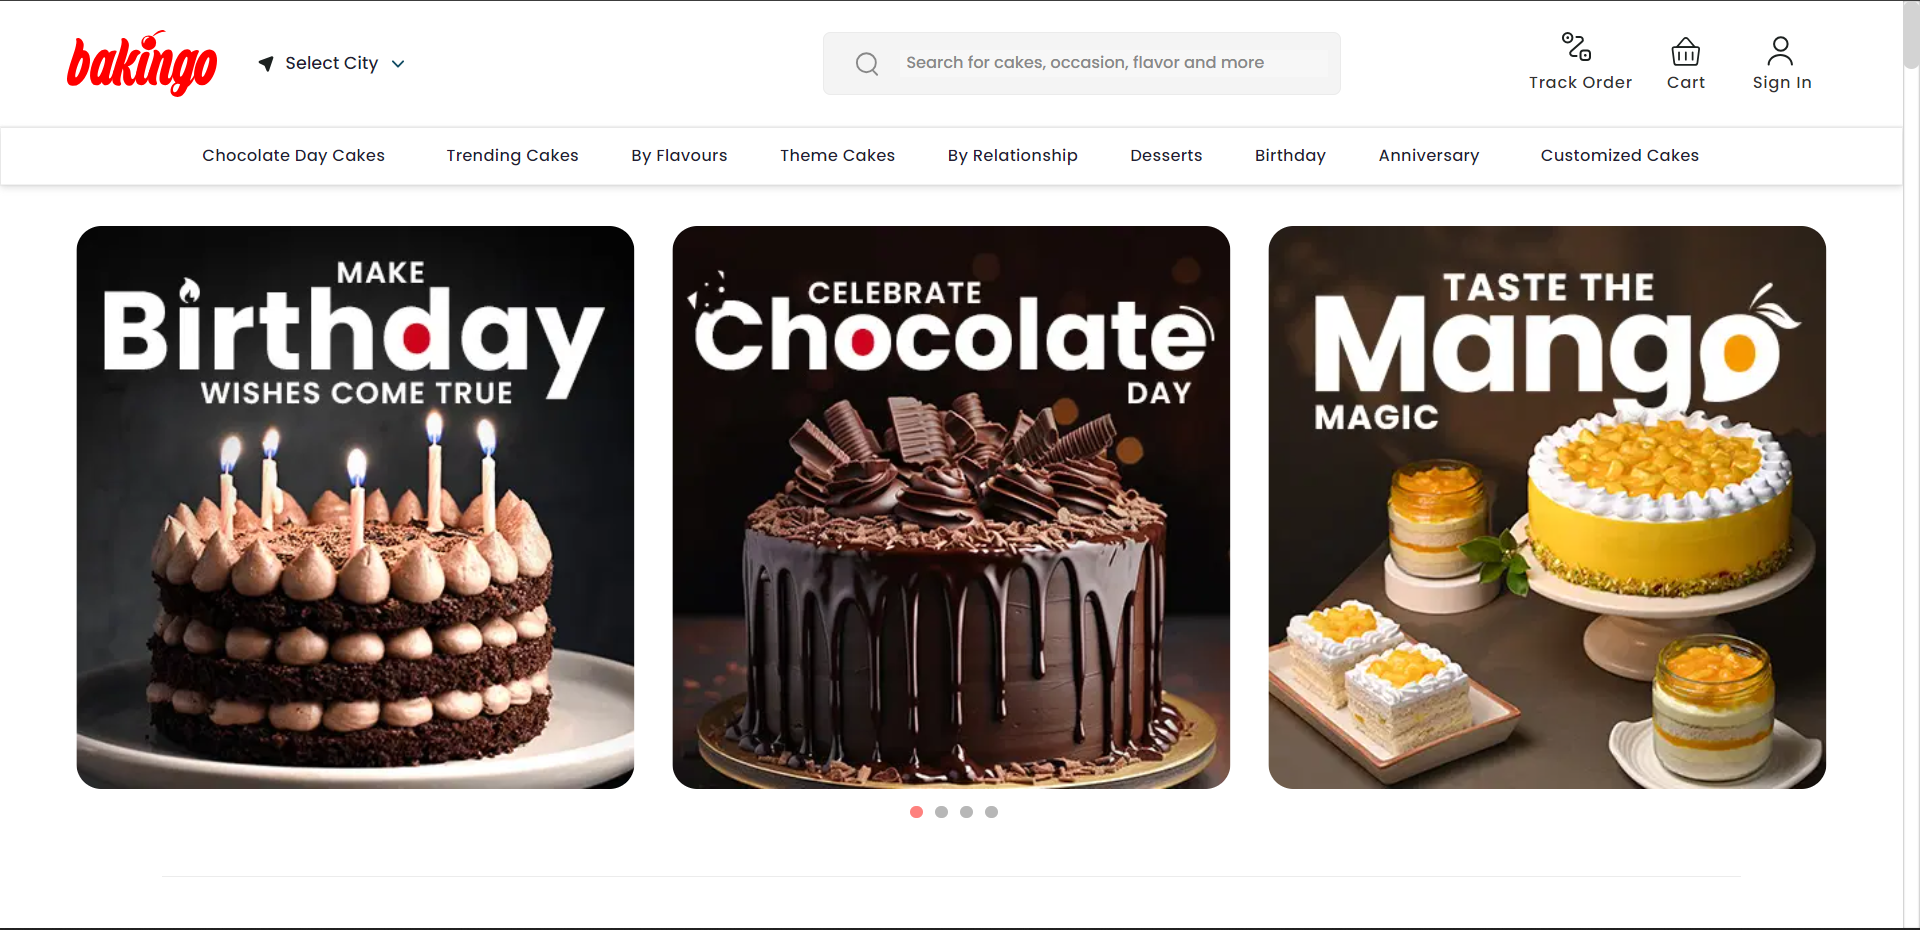 bakingo
Select City
Search for cakes, occasion, flavor and more
Track Order
Cart
Sign In
Chocolate Day Cakes
Trending Cakes
By Flavours
Theme Cakes
By Relationship
Desserts
Birthday
Anniversary
Customized Cakes
MAKE
Birthday
WISHES COME TRUE
CELEBRATE
Chocolate
DAY
TASTE THE
Mango
MAGIC